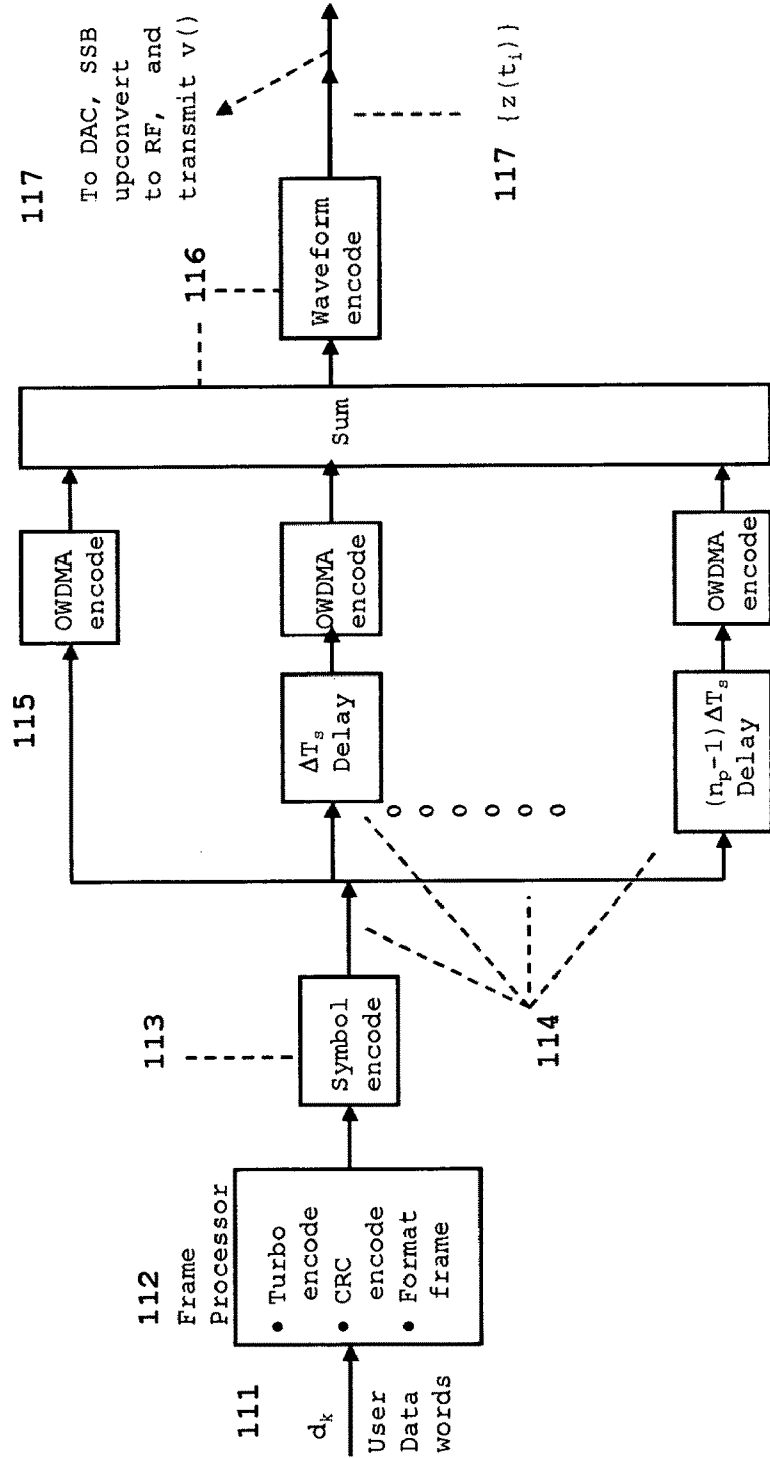 111
d_k
User
Data
words
112
Frame
Processor
• Turbo
encode
• CRC
encode
• Format
frame
113
Symbol
encode
114
115
OWDMA
encode
ΔT_s
Delay
OWDMA
encode
o o o o o o
(n_p-1)ΔT_s
Delay
OWDMA
encode
Sum
116
Waveform
encode
117
To DAC, SSB
upconvert
to RF, and
transmit v()
117 {z(t_i)}